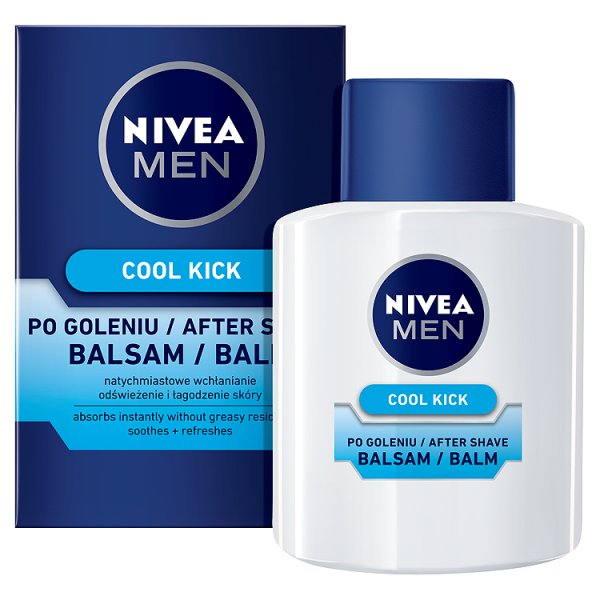 NIVEA
MEN
COOL KICK
PO GOLENIU / AFTER
BALSAM /
natychmiastowe wchłanianie
odświeżenie i łagodzenie skóry
absorbs instantly without greasy
soothes + refreshes
NIVEA
MEN
COOL KICK
PO GOLENIU / AFTER SHAVE
BALSAM / BALM